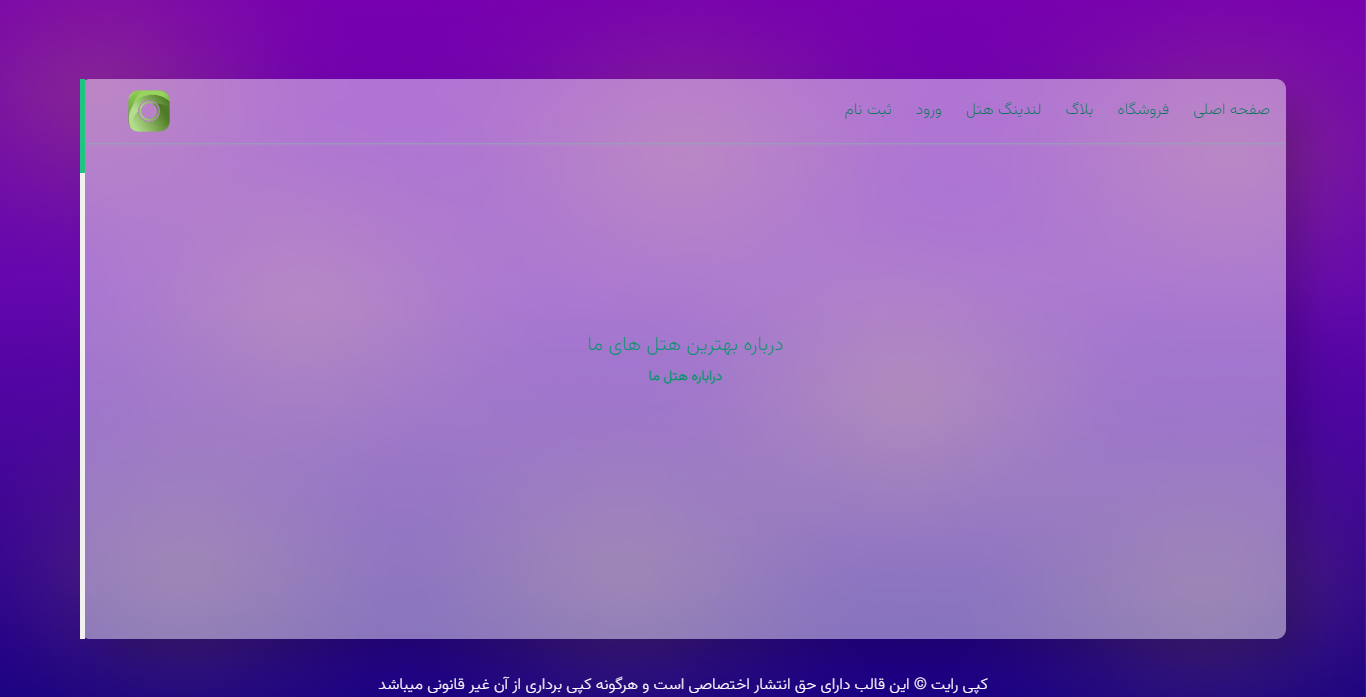 صفحه اصلی فروشگاه بلاگ لندینگ هتل ورود ثبت نام
درباره بهترین هتل های ما
دراباره هتل ما
کپی رایت © این قالب دارای حق انتشار اختصاصی است و هرگونه کپی برداری از آن غیر قانونی میباشد